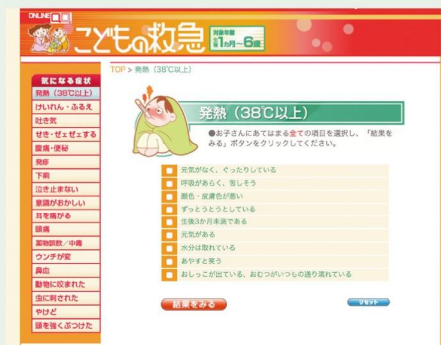 ONLINE
こどもの救急
対象年齢
生後1カ月〜6歳
TOP > 発熱(38℃以上)
気になる症状
発熱(38℃以上)
けいれん・ふるえ
吐き気
せき・ゼェゼェする
腹痛・便秘
発疹
下痢
泣き止まない
意識がおかしい
耳を痛がる
頭痛
薬物誤飲/中毒
ウンチが変
鼻血
動物に咬まれた
虫に刺された
やけど
頭を強くぶつけた
発熱(38℃以上)
●お子さんにあてはまる全ての項目を選択し、「結果を
みる」ボタンをクリックしてください。
元気がなく、ぐったりしている
呼吸があらく、苦しそう
顔色・皮膚色が悪い
ずっとうとうとしている
生後3か月未満である
元気がある
水分は取れている
あやすと笑う
おしっこが出ている、おむつがいつもの通り濡れている
結果をみる
リセット